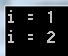 i = 1
i = 2